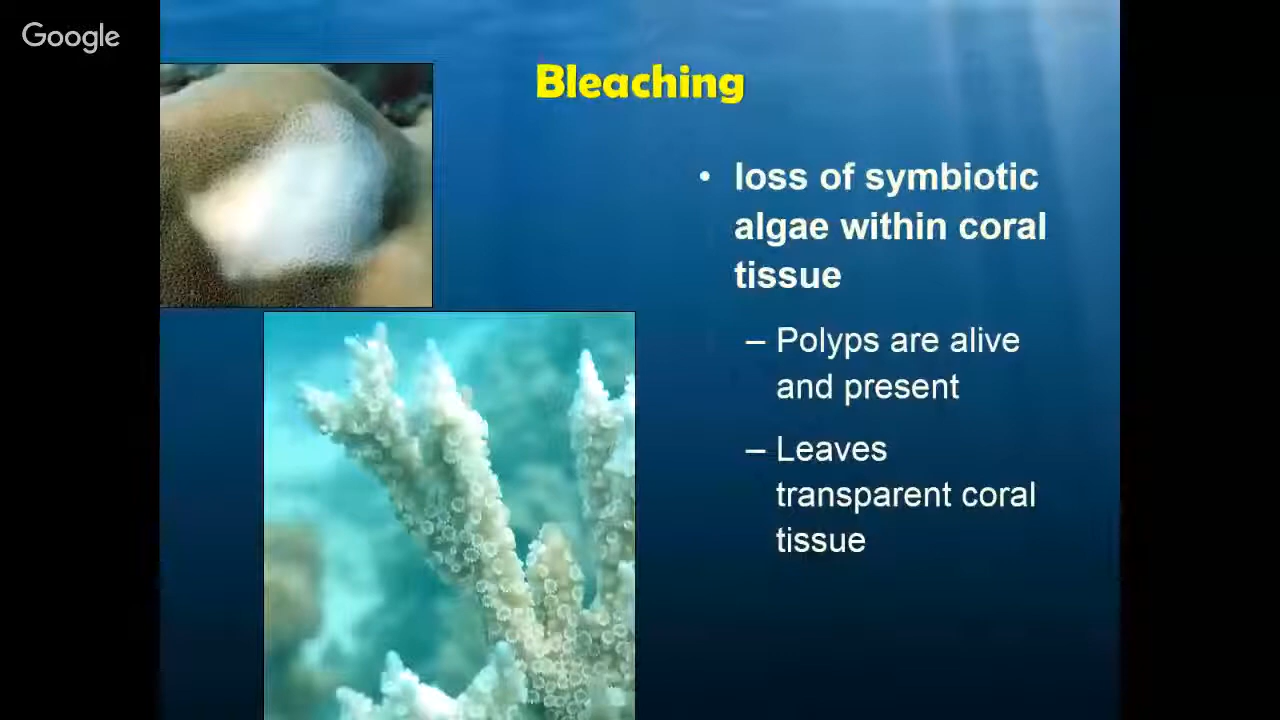 Google
Bleaching
• loss of symbiotic
algae within coral
tissue
– Polyps are alive
and present
– Leaves
transparent coral
tissue